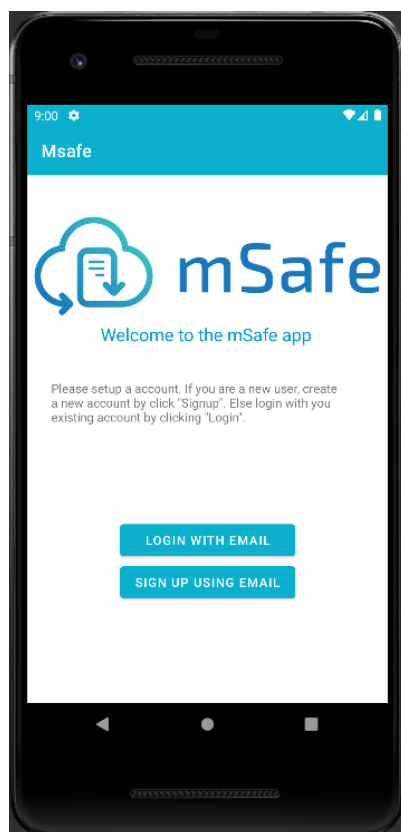 9:00
Msafe
mSafe
Welcome to the mSafe app
Please setup a account. If you are a new user, create
a new account by click "Signup". Else login with you
existing account by clicking "Login".
LOGIN WITH EMAIL
SIGN UP USING EMAIL